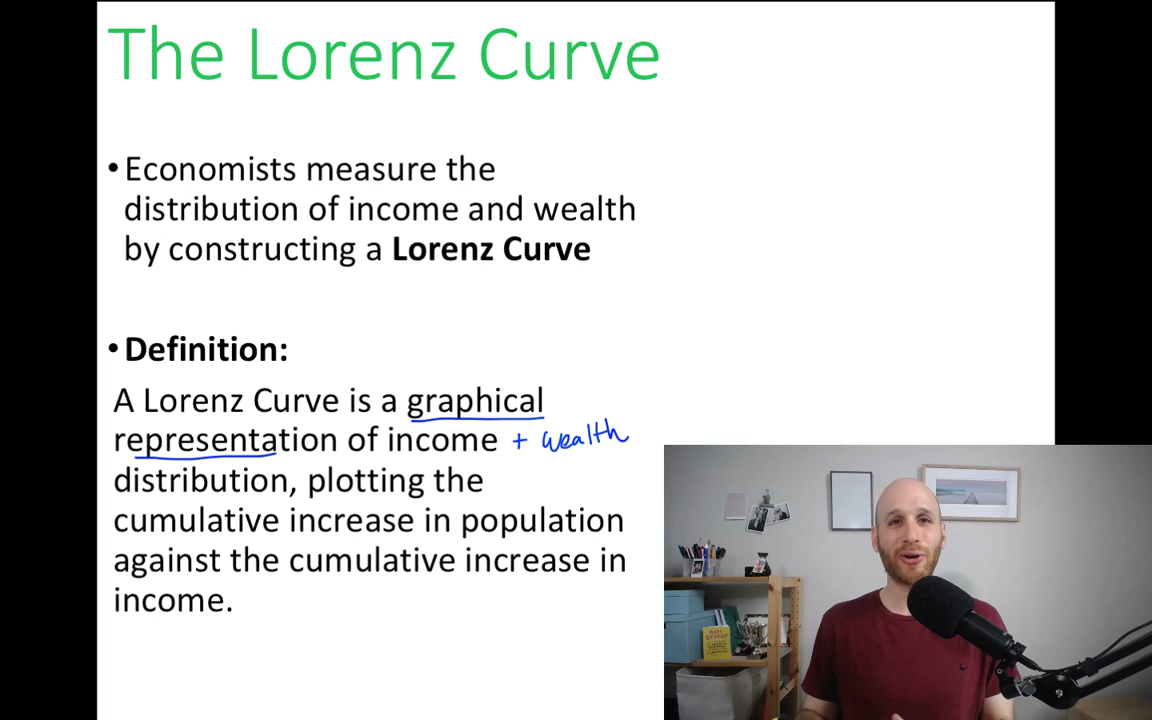 The Lorenz Curve
• Economists measure the
distribution of income and wealth
by constructing a Lorenz Curve
• Definition:
A Lorenz Curve is a graphical
representation of income + wealth
distribution, plotting the
cumulative increase in population
against the cumulative increase in
income.